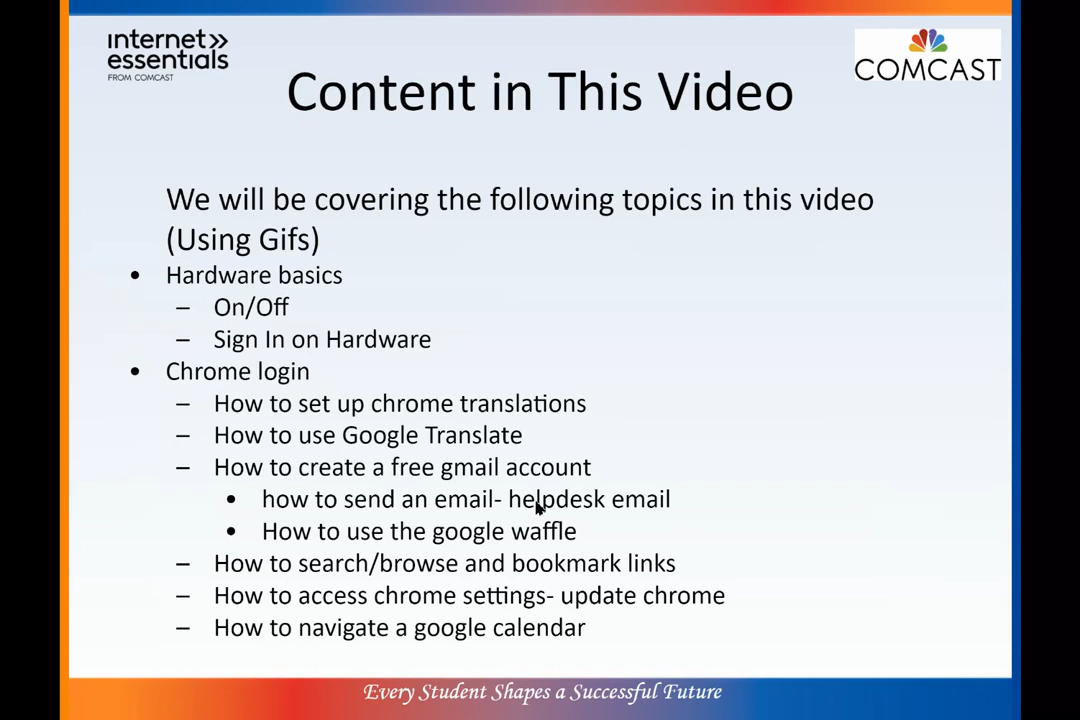 internet>>
essentials
FROM COMCAST
COMCAST
Content in This Video
We will be covering the following topics in this video
(Using Gifs)
• Hardware basics
– On/Off
– Sign In on Hardware
• Chrome login
– How to set up chrome translations
– How to use Google Translate
– How to create a free gmail account
• how to send an email- helpdesk email
• How to use the google waffle
– How to search/browse and bookmark links
– How to access chrome settings- update chrome
– How to navigate a google calendar
Every Student Shapes a Successful Future